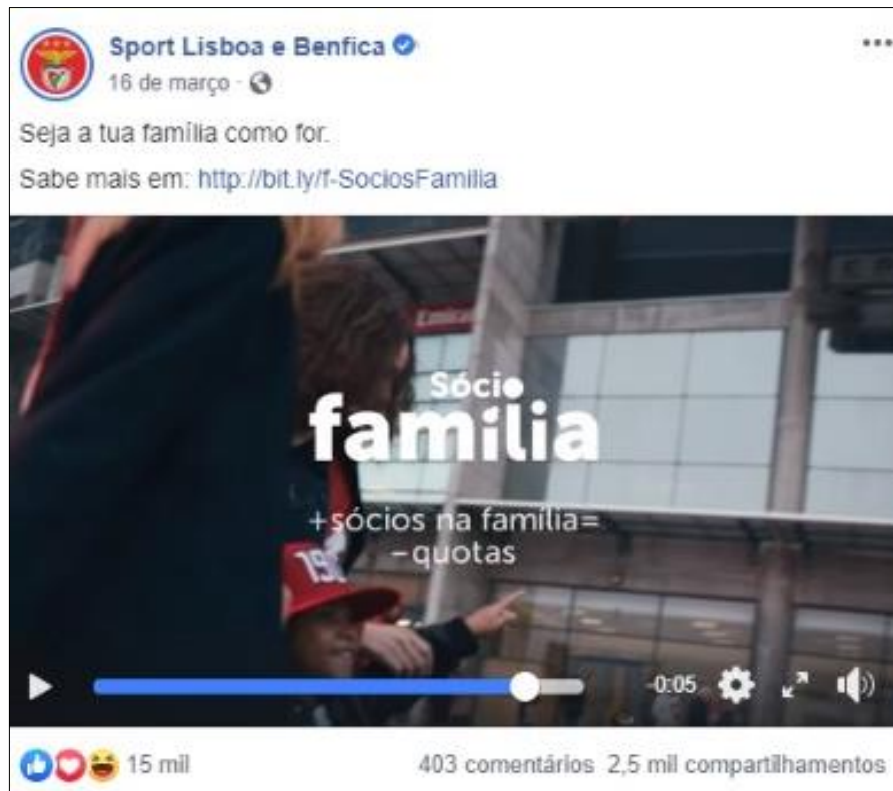 Sport Lisboa e Benfica
16 de março ·
Seja a tua família como for.
Sabe mais em: http://bit.ly/f-SociosFamilia
Sócio
família
+sócios na família=
-quotas
-0:05
15 mil
403 comentários 2,5 mil compartilhamentos